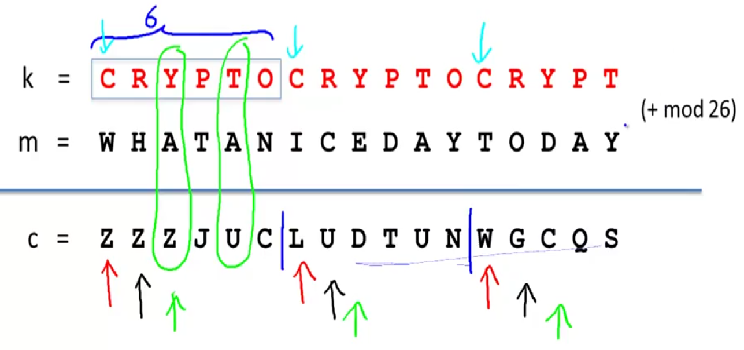 6
k = C R Y P T O C R Y P T O C R Y P T
(+ mod 26)
m = W H A T A N I C E D A Y T O D A Y
c = Z Z Z J U C L U D T U N W G C Q S